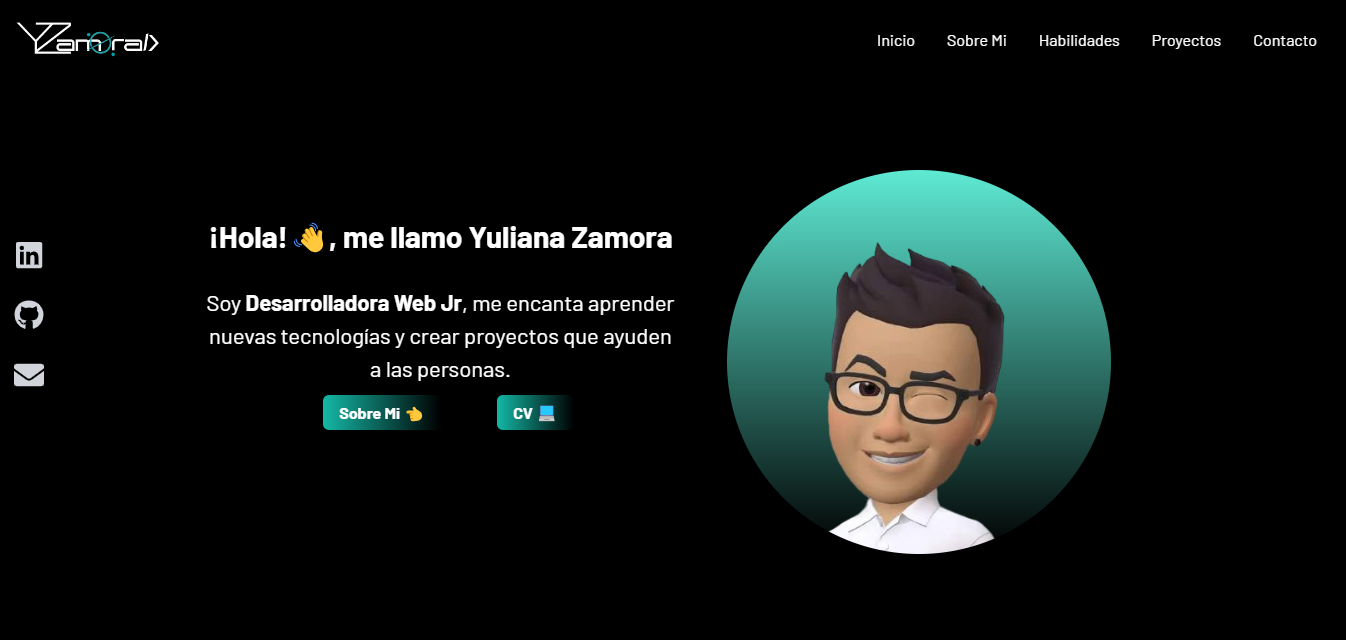 YZamora
Inicio Sobre Mi Habilidades Proyectos Contacto
¡Hola! 👋, me llamo Yuliana Zamora
Soy Desarrolladora Web Jr, me encanta aprender
nuevas tecnologías y crear proyectos que ayuden
a las personas.
Sobre Mi 👈 CV 💻
in